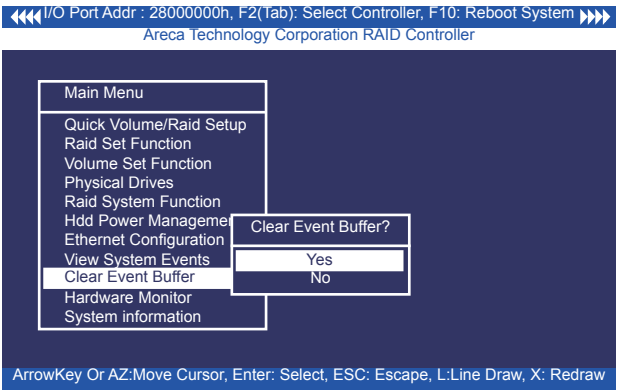 I/O Port Addr : 28000000h, F2(Tab): Select Controller, F10: Reboot System
Areca Technology Corporation RAID Controller
Main Menu
Quick Volume/Raid Setup
Raid Set Function
Volume Set Function
Physical Drives
Raid System Function
Hdd Power Managemen
Ethernet Configuration
View System Events
Clear Event Buffer
Hardware Monitor
System information
Clear Event Buffer?
Yes
No
ArrowKey Or AZ:Move Cursor, Enter: Select, ESC: Escape, L:Line Draw, X: Redraw